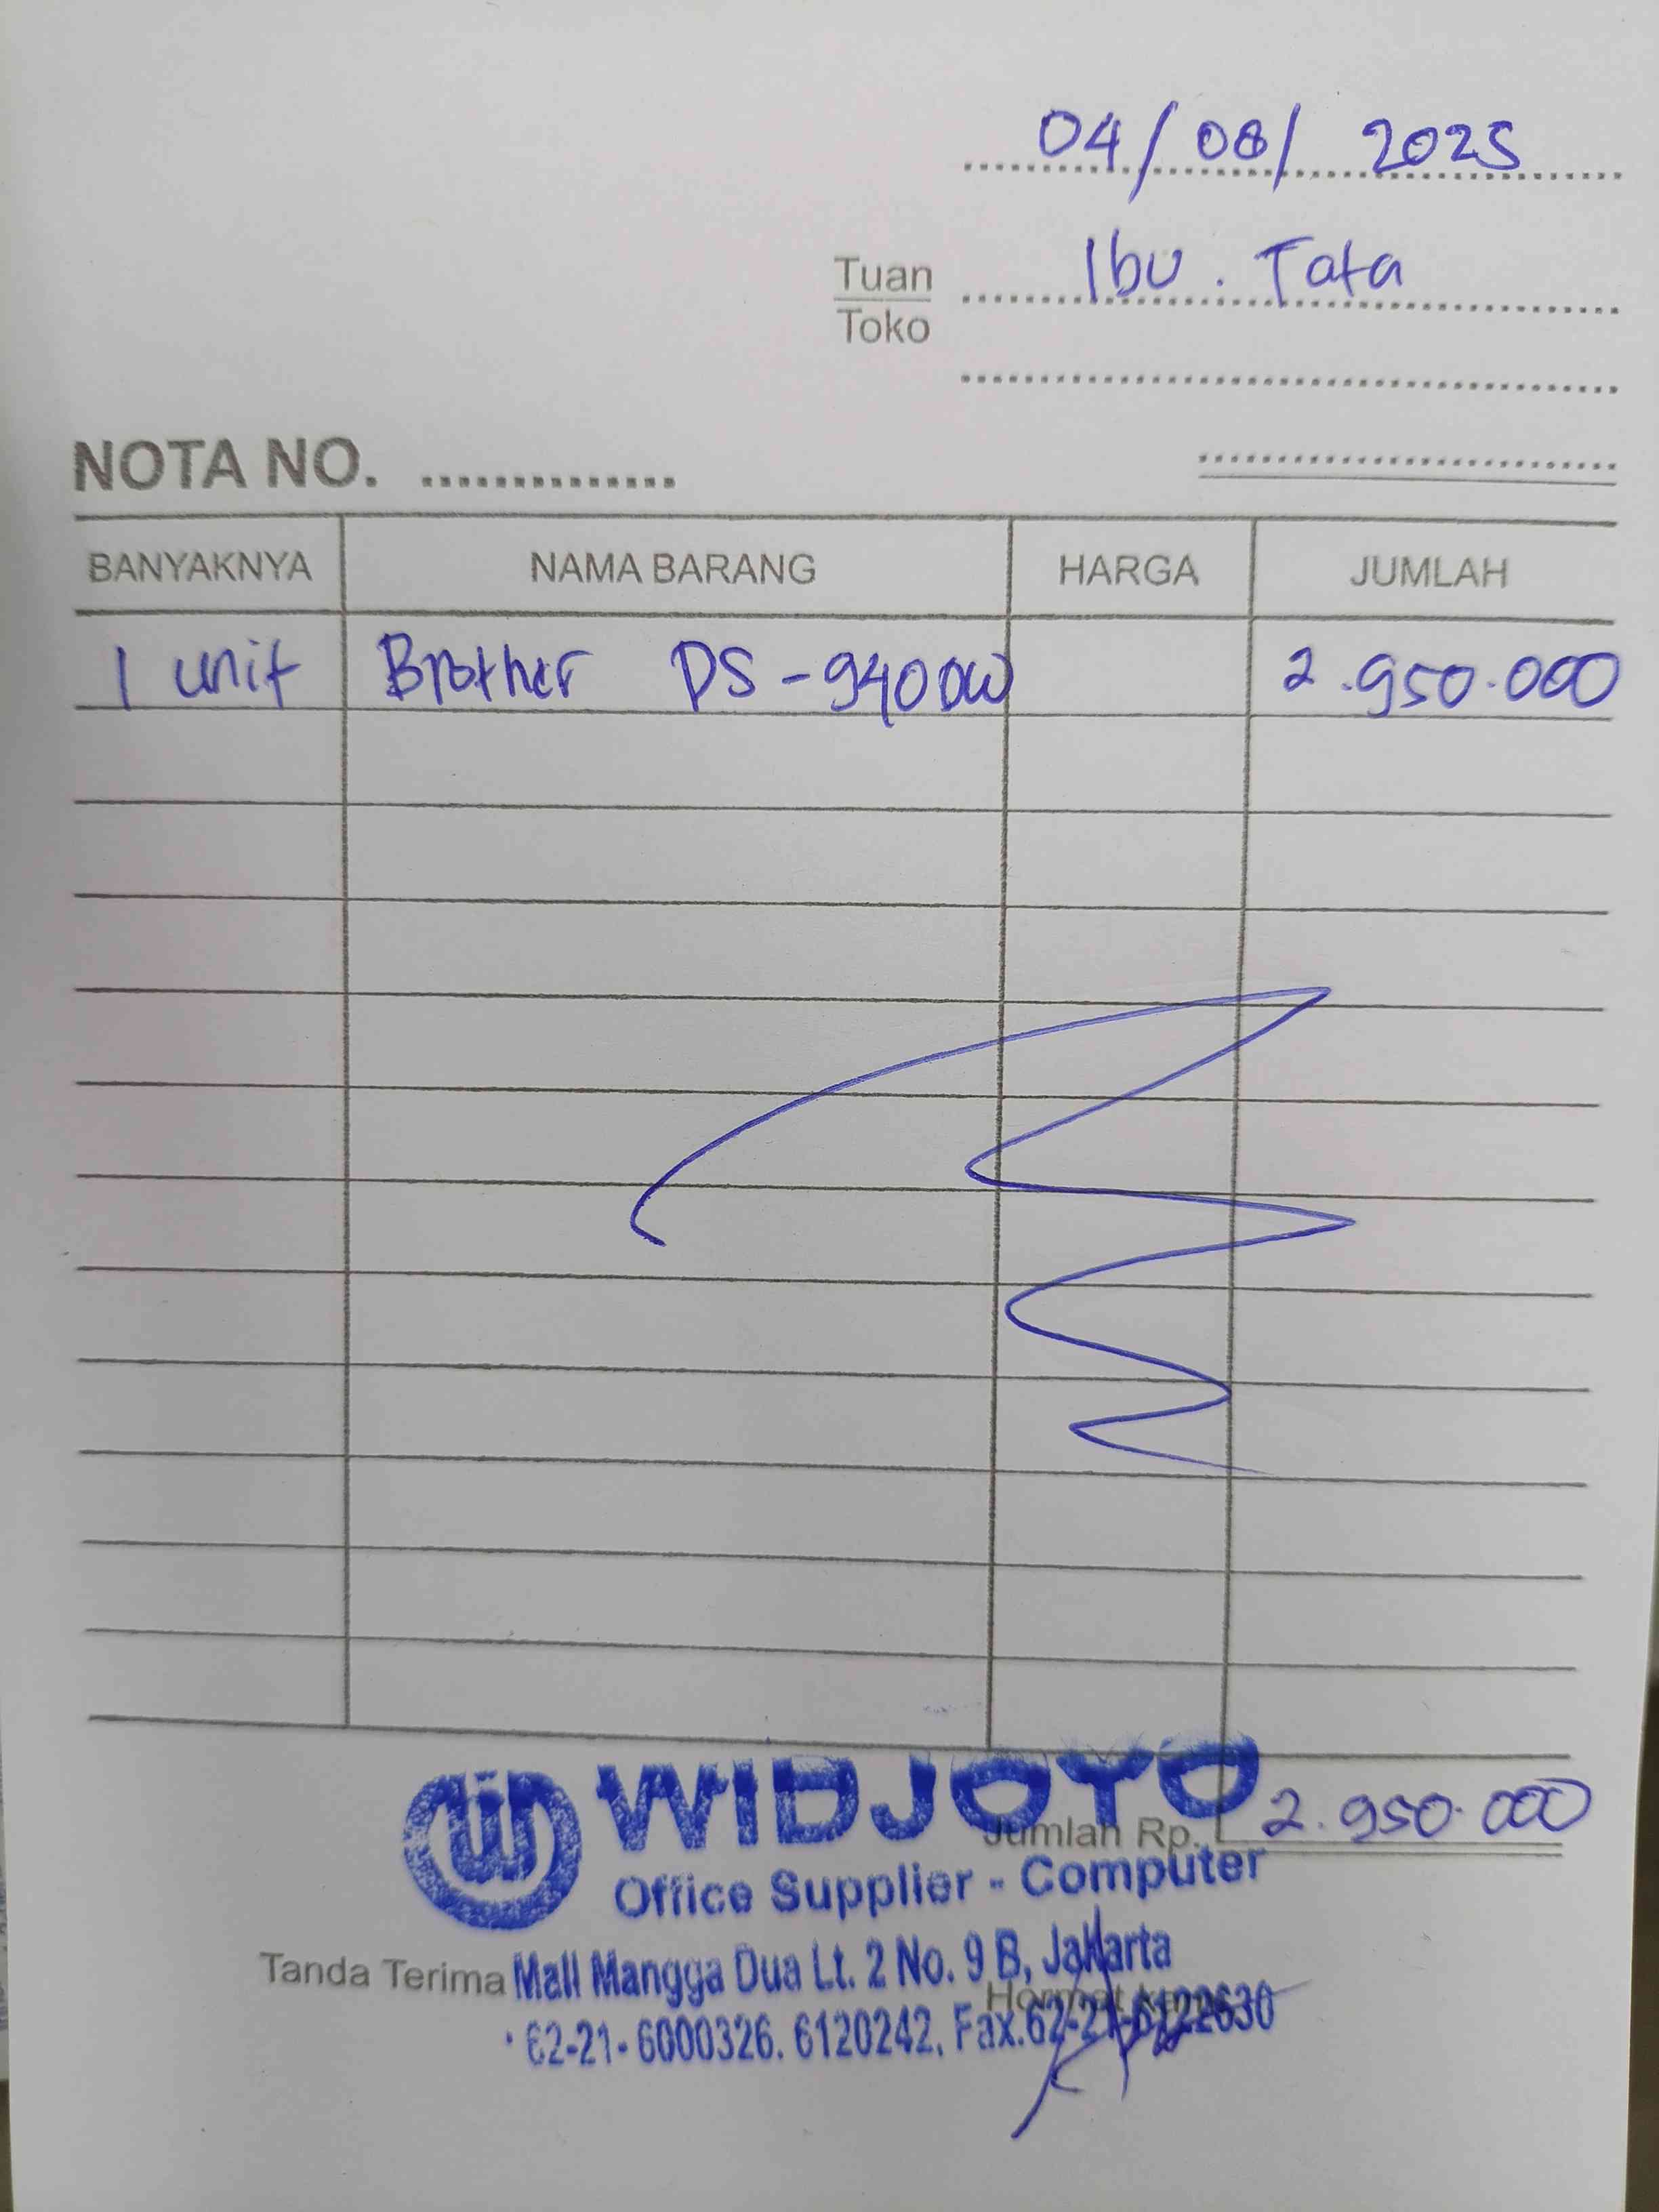 04/08/2025
Tuan Ibu. Tata
Toko
NOTA NO. ..............
BANYAKNYA NAMA BARANG HARGA JUMLAH
1 unit Brother DS-940DW 2.950.000
WIDJOYO
Jumlah Rp. 2.950.000
Office Supplier - Computer
Tanda Terima Mall Mangga Dua Lt. 2 No. 9 B, Jakarta
62-21-6000326. 6120242, Fax.62-21-6122630